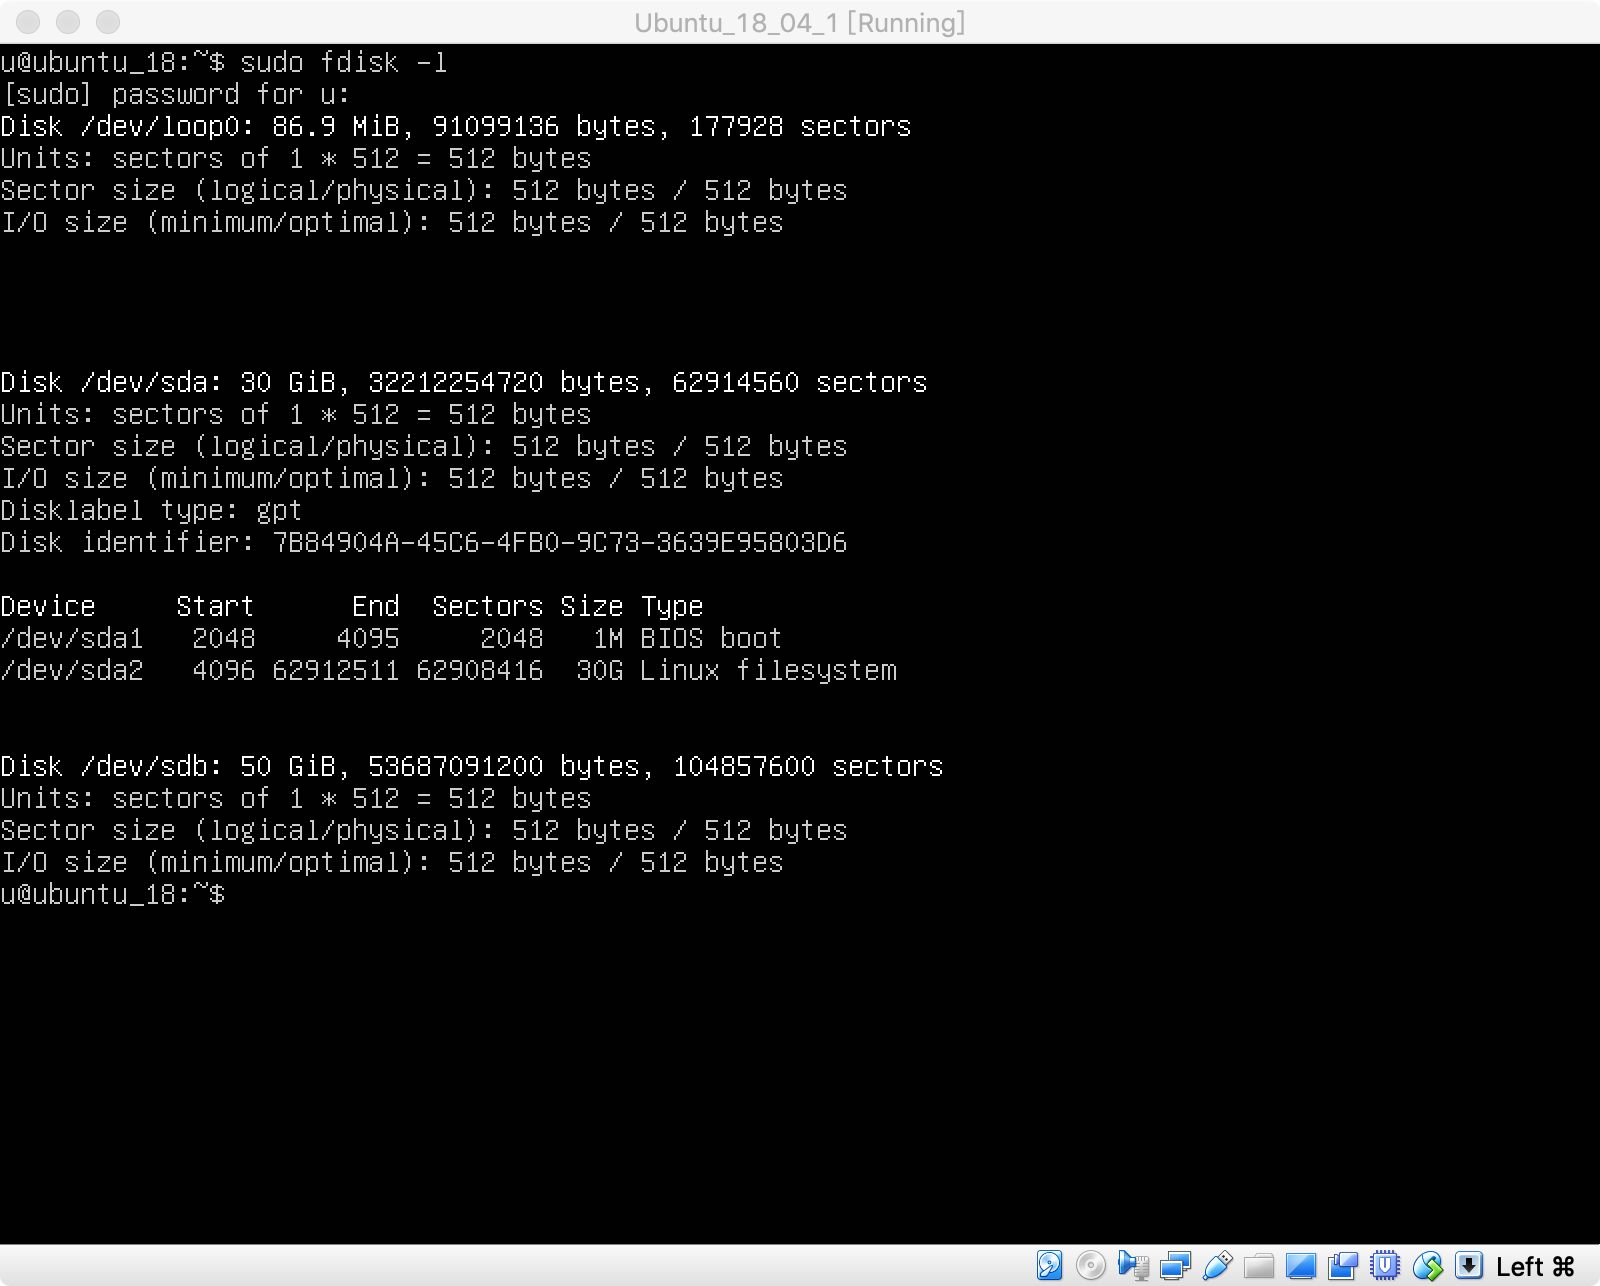 Ubuntu_18_04_1 [Running]
u@ubuntu_18:~$ sudo fdisk -l
[sudo] password for u:
Disk /dev/loop0: 86.9 MiB, 91099136 bytes, 177928 sectors
Units: sectors of 1 * 512 = 512 bytes
Sector size (logical/physical): 512 bytes / 512 bytes
I/O size (minimum/optimal): 512 bytes / 512 bytes
Disk /dev/sda: 30 GiB, 32212254720 bytes, 62914560 sectors
Units: sectors of 1 * 512 = 512 bytes
Sector size (logical/physical): 512 bytes / 512 bytes
I/O size (minimum/optimal): 512 bytes / 512 bytes
Disklabel type: gpt
Disk identifier: 7B84904A-45C6-4FB0-9C73-3639E95803D6
Device     Start      End  Sectors Size Type
/dev/sda1   2048     4095     2048   1M BIOS boot
/dev/sda2   4096 62912511 62908416  30G Linux filesystem
Disk /dev/sdb: 50 GiB, 53687091200 bytes, 104857600 sectors
Units: sectors of 1 * 512 = 512 bytes
Sector size (logical/physical): 512 bytes / 512 bytes
I/O size (minimum/optimal): 512 bytes / 512 bytes
u@ubuntu_18:~$
Left ⌘